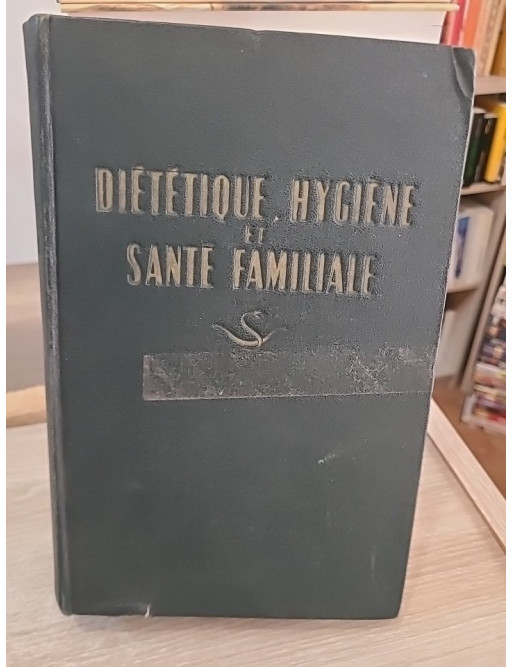 DIÉTÉTIQUE, HYGIÈNE
ET
SANTÉ FAMILIALE